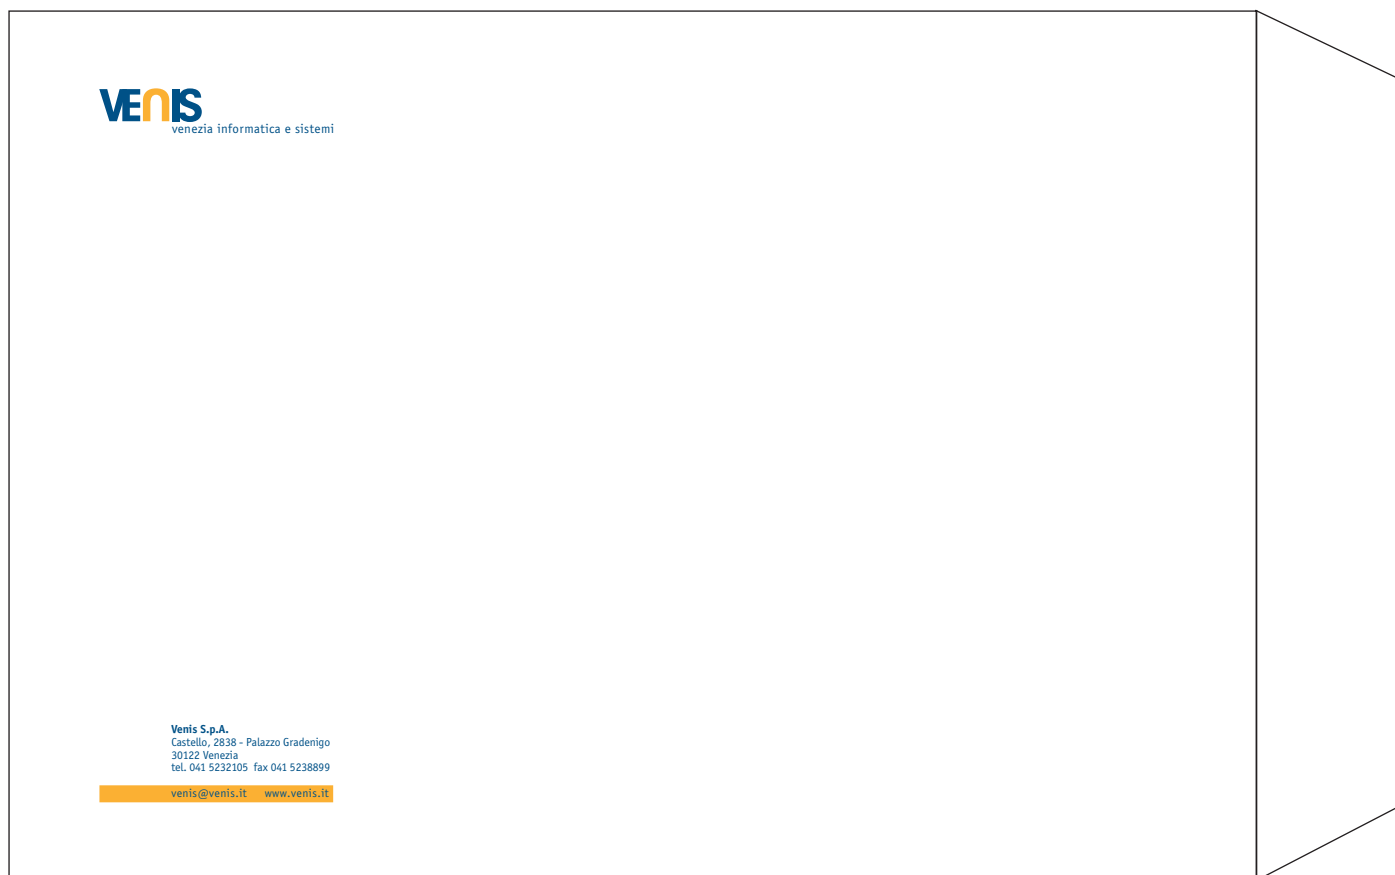 VENIS
venezia informatica e sistemi
Venis S.p.A.
Castello, 2838 - Palazzo Gradenigo
30122 Venezia
tel. 041 5232105  fax 041 5238899
venis@venis.it www.venis.it